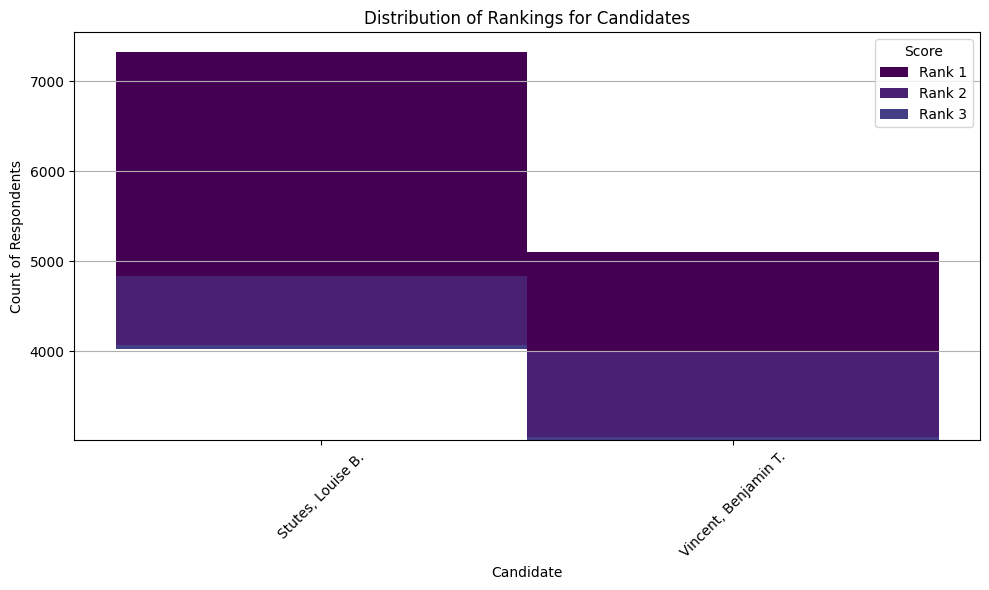 Distribution of Rankings for Candidates
Score
Rank 1
Rank 2
Rank 3
7000
6000
5000
4000
Count of Respondents
Stutes, Louise B.
Vincent, Benjamin T.
Candidate